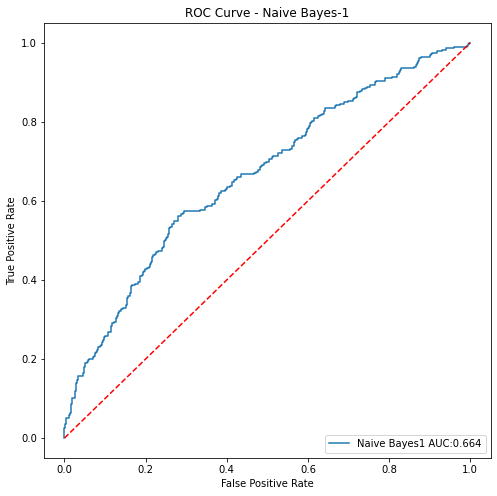 ROC Curve - Naive Bayes-1
1.0
0.8
0.6
0.4
0.2
0.0
True Positive Rate
Naive Bayes1 AUC:0.664
0.0 0.2 0.4 0.6 0.8 1.0
False Positive Rate